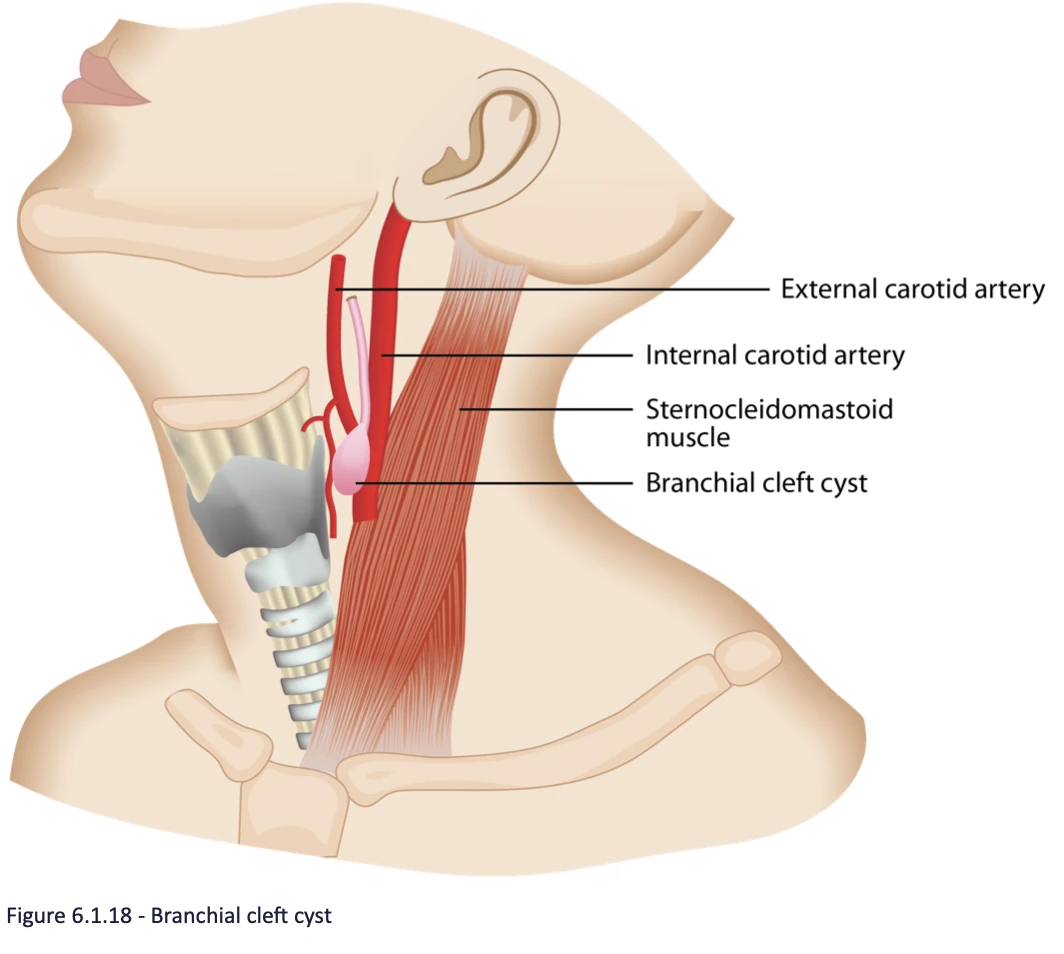 External carotid artery
Internal carotid artery
Sternocleidomastoid
muscle
Branchial cleft cyst
Figure 6.1.18 - Branchial cleft cyst